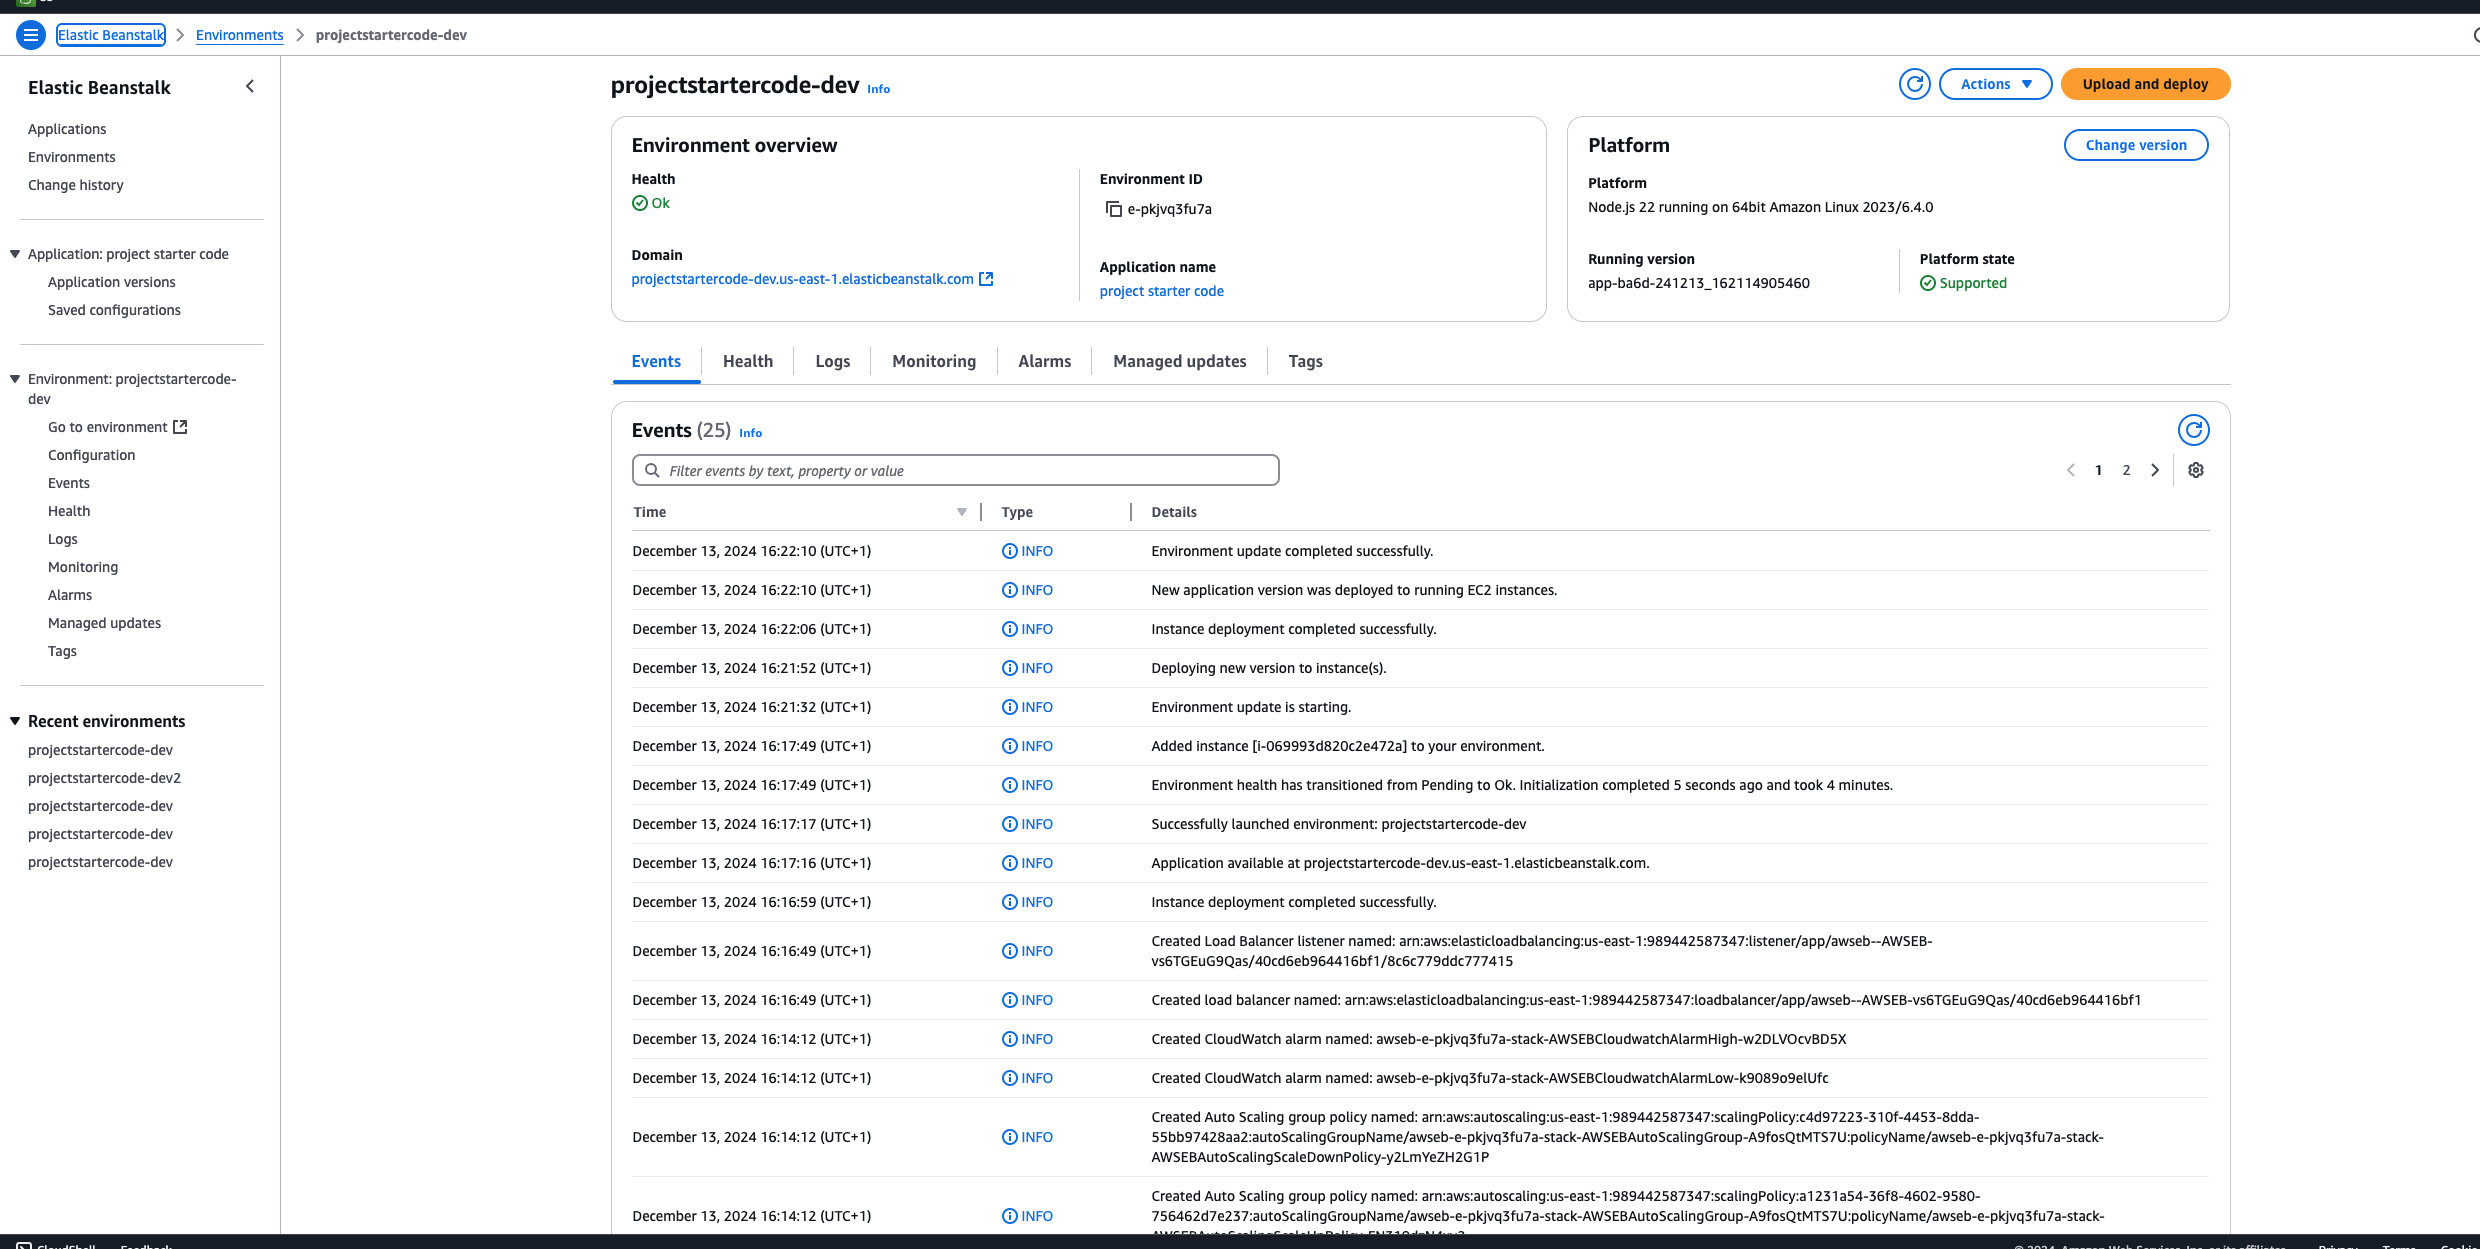 Elastic Beanstalk
Environments
projectstartercode-dev
Elastic Beanstalk
Applications
Environments
Change history
Application: project starter code
Application versions
Saved configurations
Environment: projectstartercode-
dev
Go to environment
Configuration
Events
Health
Logs
Monitoring
Alarms
Managed updates
Tags
Recent environments
projectstartercode-dev
projectstartercode-dev2
projectstartercode-dev
projectstartercode-dev
projectstartercode-dev
projectstartercode-dev Info
Actions
Upload and deploy
Environment overview
Health
Ok
Domain
projectstartercode-dev.us-east-1.elasticbeanstalk.com
Environment ID
e-pkjvq3fu7a
Application name
project starter code
Platform
Change version
Platform
Node.js 22 running on 64bit Amazon Linux 2023/6.4.0
Running version
app-ba6d-241213_162114905460
Platform state
Supported
Events Health Logs Monitoring Alarms Managed updates Tags
Events (25) Info
Filter events by text, property or value
1 2
Time Type Details
December 13, 2024 16:22:10 (UTC+1) INFO Environment update completed successfully.
December 13, 2024 16:22:10 (UTC+1) INFO New application version was deployed to running EC2 instances.
December 13, 2024 16:22:06 (UTC+1) INFO Instance deployment completed successfully.
December 13, 2024 16:21:52 (UTC+1) INFO Deploying new version to instance(s).
December 13, 2024 16:21:32 (UTC+1) INFO Environment update is starting.
December 13, 2024 16:17:49 (UTC+1) INFO Added instance [i-069993d820c2e472a] to your environment.
December 13, 2024 16:17:49 (UTC+1) INFO Environment health has transitioned from Pending to Ok. Initialization completed 5 seconds ago and took 4 minutes.
December 13, 2024 16:17:17 (UTC+1) INFO Successfully launched environment: projectstartercode-dev
December 13, 2024 16:17:16 (UTC+1) INFO Application available at projectstartercode-dev.us-east-1.elasticbeanstalk.com.
December 13, 2024 16:16:59 (UTC+1) INFO Instance deployment completed successfully.
December 13, 2024 16:16:49 (UTC+1) INFO Created Load Balancer listener named: arn:aws:elasticloadbalancing:us-east-1:989442587347:listener/app/awseb--AWSEB-
vs6TGEuG9Qas/40cd6eb964416bf1/8c6c779ddc777415
December 13, 2024 16:16:49 (UTC+1) INFO Created load balancer named: arn:aws:elasticloadbalancing:us-east-1:989442587347:loadbalancer/app/awseb--AWSEB-vs6TGEuG9Qas/40cd6eb964416bf1
December 13, 2024 16:14:12 (UTC+1) INFO Created CloudWatch alarm named: awseb-e-pkjvq3fu7a-stack-AWSEBCloudwatchAlarmHigh-w2DLVOcvBD5X
December 13, 2024 16:14:12 (UTC+1) INFO Created CloudWatch alarm named: awseb-e-pkjvq3fu7a-stack-AWSEBCloudwatchAlarmLow-k9089o9elUfc
December 13, 2024 16:14:12 (UTC+1) INFO Created Auto Scaling group policy named: arn:aws:autoscaling:us-east-1:989442587347:scalingPolicy:c4d97223-310f-4453-8dda-
55bb97428aa2:autoScalingGroupName/awseb-e-pkjvq3fu7a-stack-AWSEBAutoScalingGroup-A9fosQtMTS7U:policyName/awseb-e-pkjvq3fu7a-stack-
AWSEBAutoScalingScaleDownPolicy-y2LmYeZH2G1P
December 13, 2024 16:14:12 (UTC+1) INFO Created Auto Scaling group policy named: arn:aws:autoscaling:us-east-1:989442587347:scalingPolicy:a1231a54-36f8-4602-9580-
756462d7e237:autoScalingGroupName/awseb-e-pkjvq3fu7a-stack-AWSEBAutoScalingGroup-A9fosQtMTS7U:policyName/awseb-e-pkjvq3fu7a-stack-
CloudShell Feedback